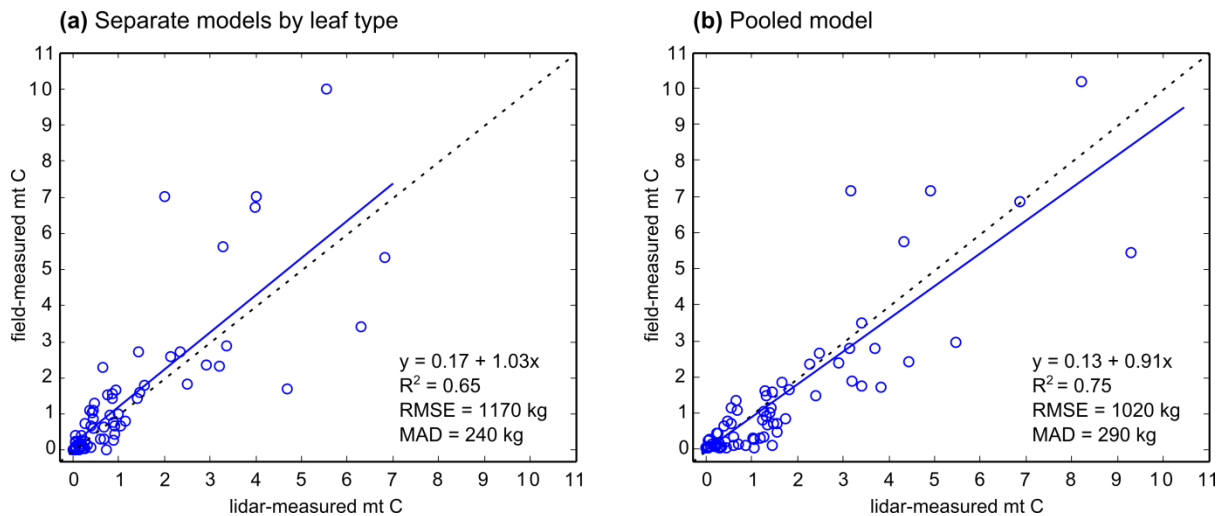 (a) Separate models by leaf type
11
10
9
8
7
6
5
4
3
2
1
0
field-measured mt C
0 1 2 3 4 5 6 7 8 9 10 11
lidar-measured mt C
y = 0.17 + 1.03x
R² = 0.65
RMSE = 1170 kg
MAD = 240 kg
(b) Pooled model
11
10
9
8
7
6
5
4
3
2
1
0
field-measured mt C
0 1 2 3 4 5 6 7 8 9 10 11
lidar-measured mt C
y = 0.13 + 0.91x
R² = 0.75
RMSE = 1020 kg
MAD = 290 kg